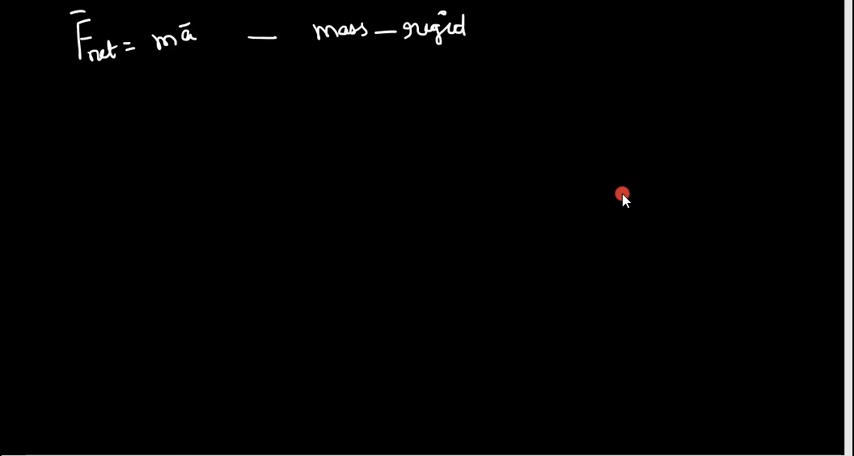 F̄net = mā — mass – rigid